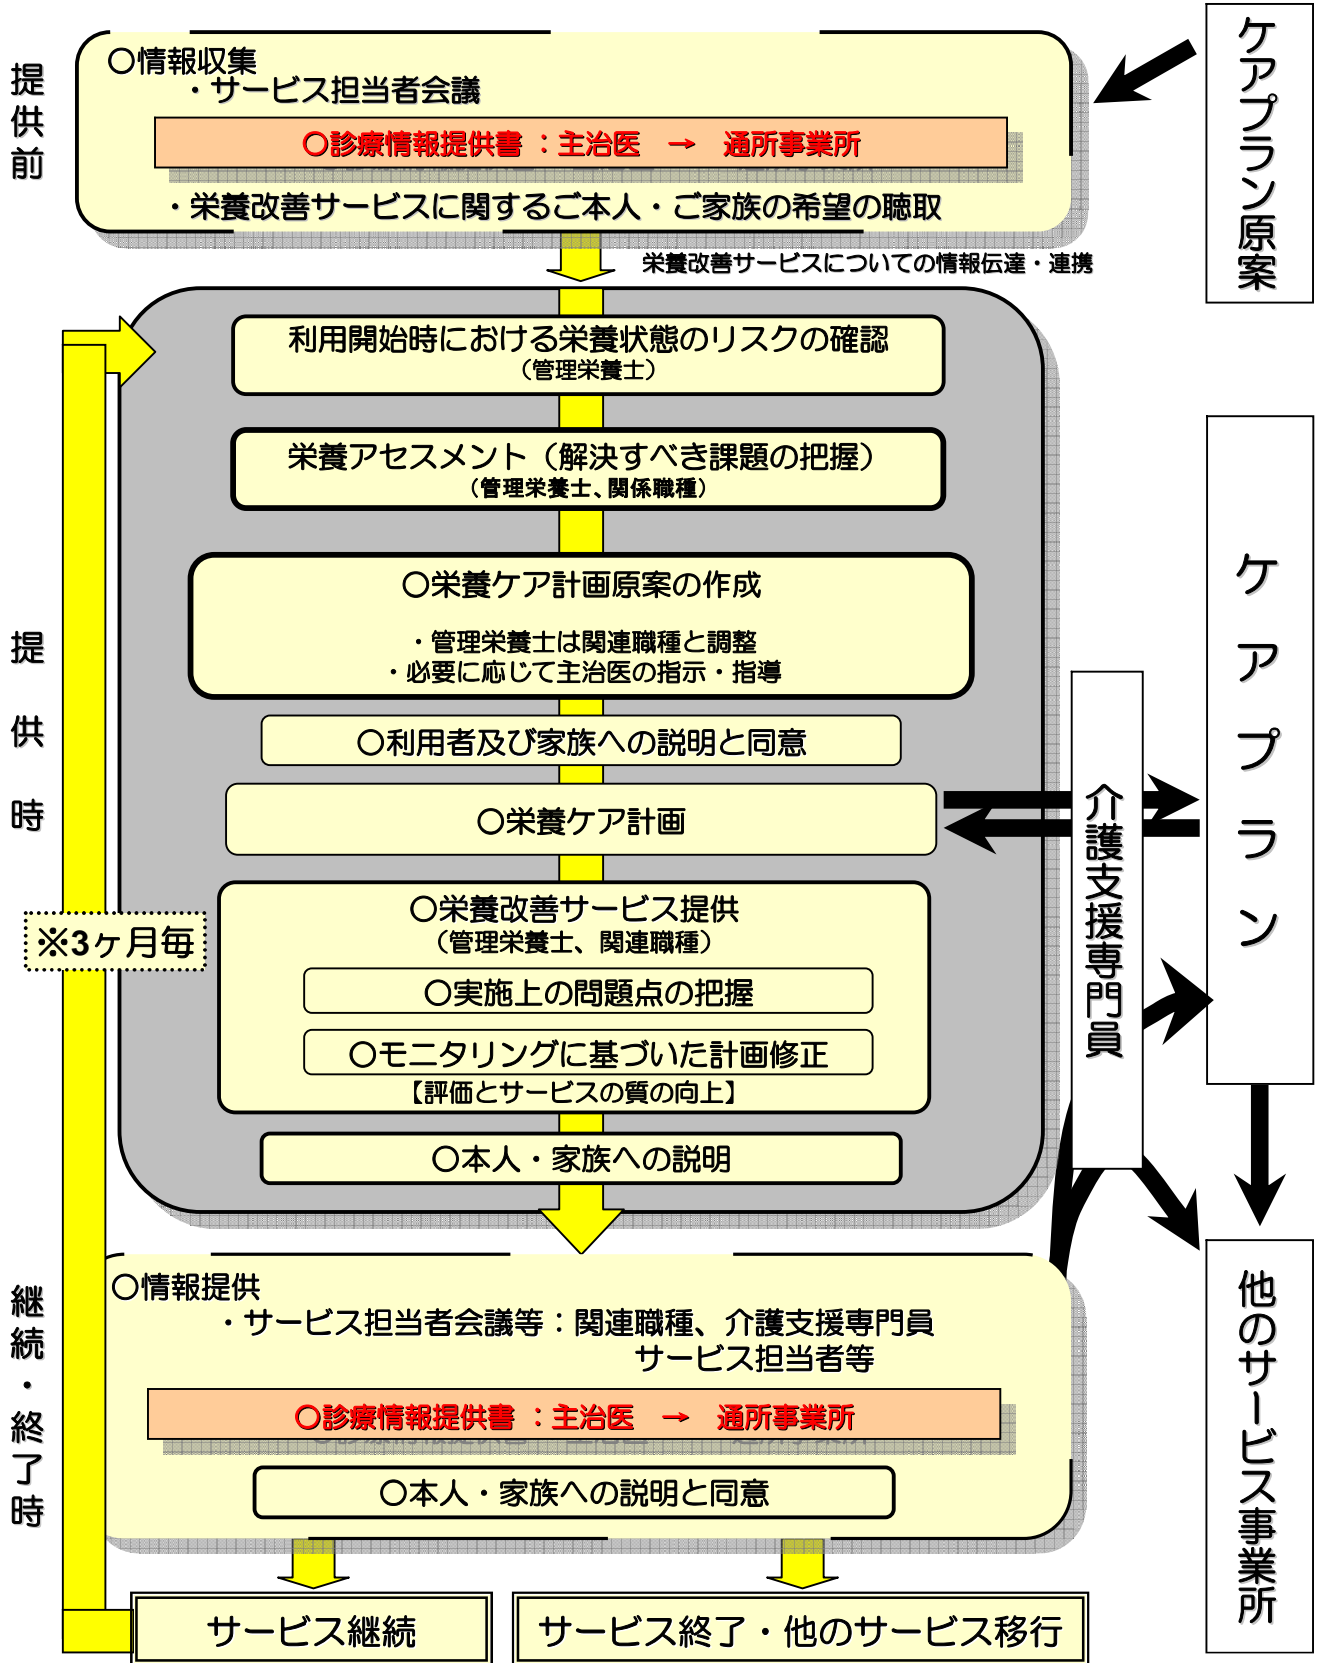 提供前
○情報収集
・サービス担当者会議
○診療情報提供書：主治医　→　通所事業所
・栄養改善サービスに関するご本人・ご家族の希望の聴取
ケアプラン原案
栄養改善サービスについての情報伝達・連携
提供時
利用開始時における栄養状態のリスクの確認
（管理栄養士）
栄養アセスメント（解決すべき課題の把握）
（管理栄養士、関係職種）
○栄養ケア計画原案の作成
・管理栄養士は関連職種と調整
・必要に応じて主治医の指示・指導
○利用者及び家族への説明と同意
○栄養ケア計画
○栄養改善サービス提供
（管理栄養士、関連職種）
○実施上の問題点の把握
○モニタリングに基づいた計画修正
【評価とサービスの質の向上】
○本人・家族への説明
※3ヶ月毎
介護支援専門員
ケアプラン
継続・終了時
○情報提供
・サービス担当者会議等：関連職種、介護支援専門員
サービス担当者等
○診療情報提供書：主治医　→　通所事業所
○本人・家族への説明と同意
他のサービス事業所
サービス継続
サービス終了・他のサービス移行